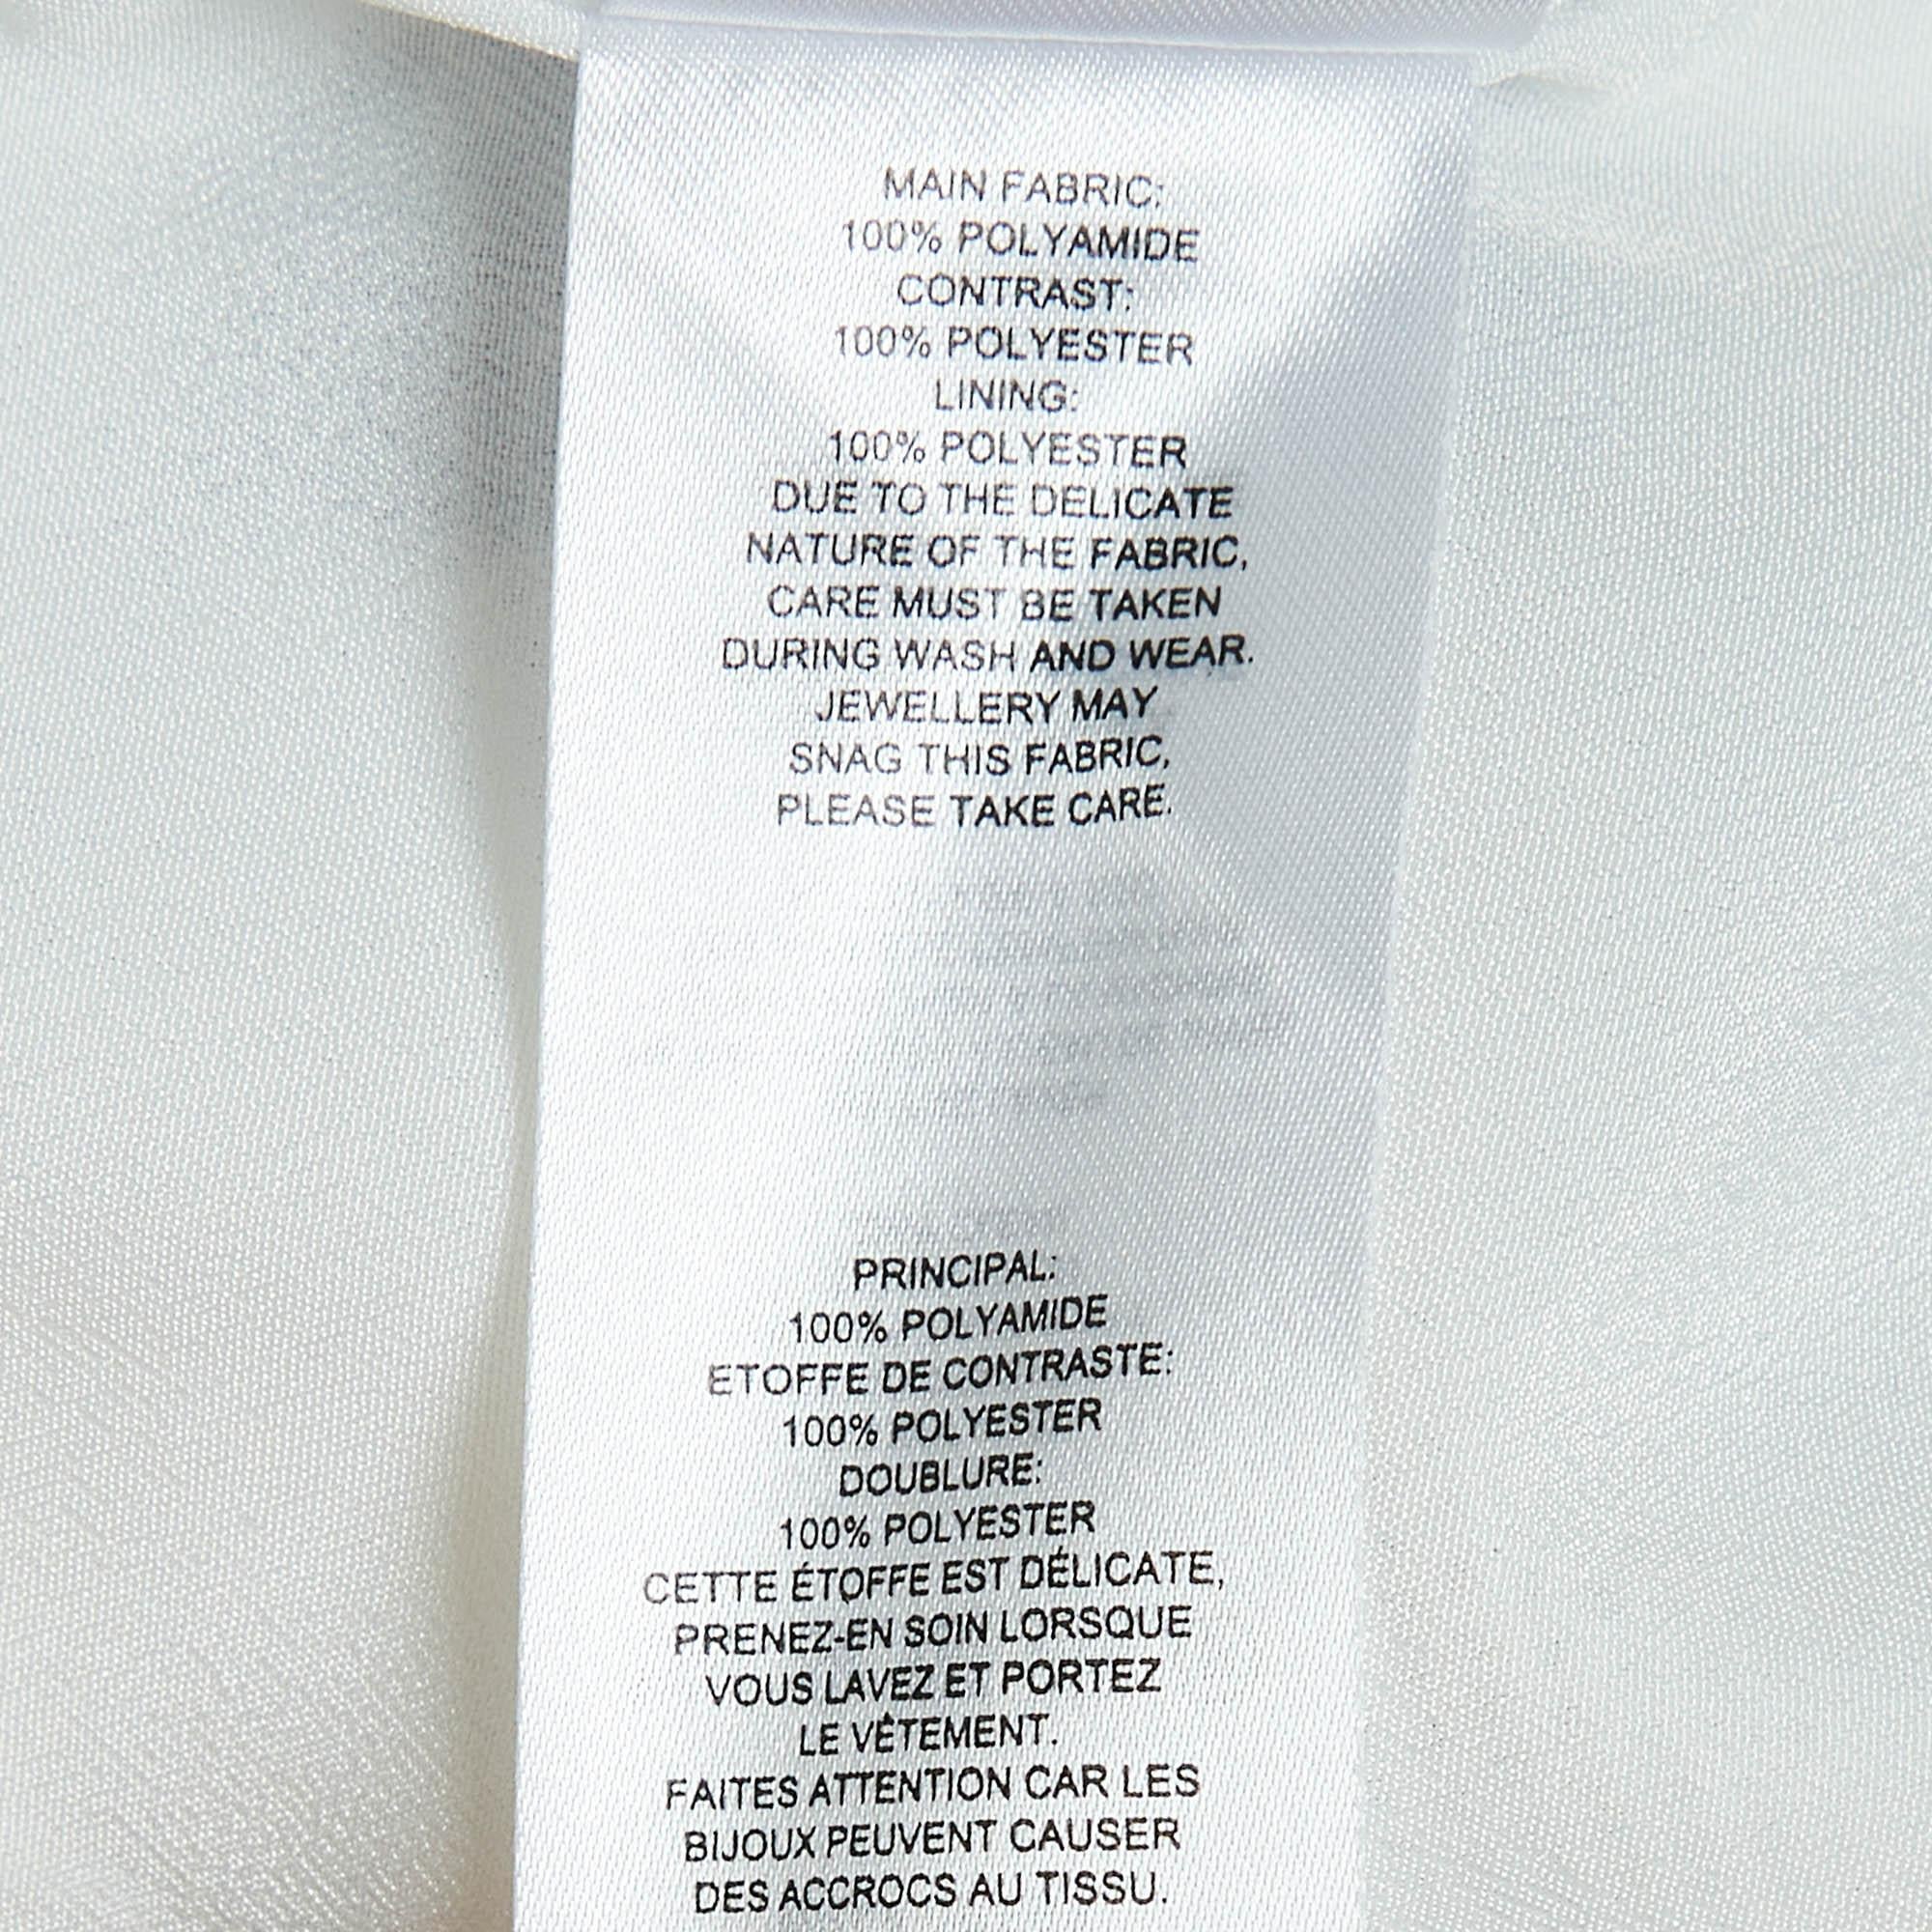 MAIN FABRIC:
100% POLYAMIDE
CONTRAST:
100% POLYESTER
LINING:
100% POLYESTER
DUE TO THE DELICATE
NATURE OF THE FABRIC,
CARE MUST BE TAKEN
DURING WASH AND WEAR.
JEWELLERY MAY
SNAG THIS FABRIC,
PLEASE TAKE CARE.
PRINCIPAL:
100% POLYAMIDE
ETOFFE DE CONTRASTE:
100% POLYESTER
DOUBLURE:
100% POLYESTER
CETTE ÉTOFFE EST DÉLICATE,
PRENEZ-EN SOIN LORSQUE
VOUS LAVEZ ET PORTEZ
LE VÊTEMENT.
FAITES ATTENTION CAR LES
BIJOUX PEUVENT CAUSER
DES ACCROCS AU TISSU.